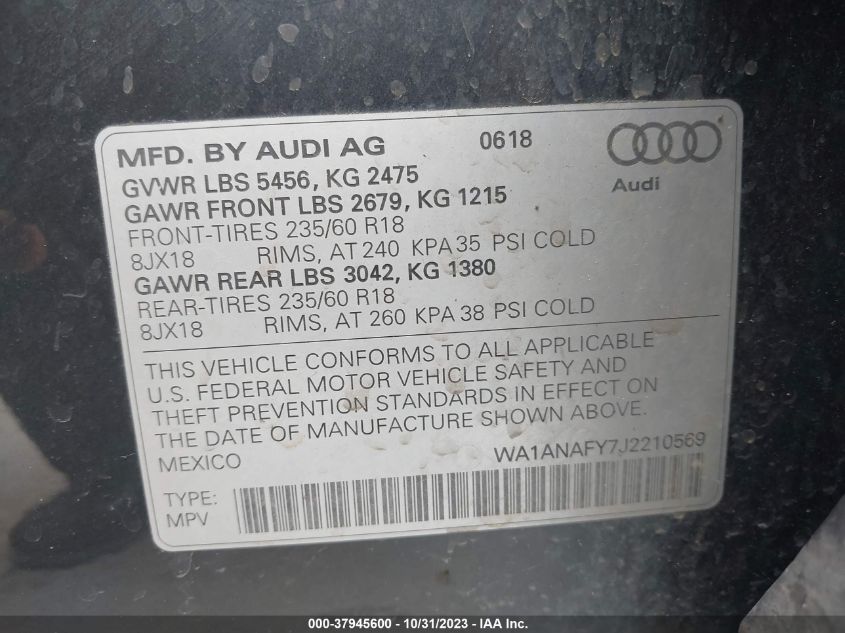 MFD. BY AUDI AG 0618
Audi
GVWR LBS 5456, KG 2475
GAWR FRONT LBS 2679, KG 1215
FRONT-TIRES 235/60 R18
8JX18 RIMS, AT 240 KPA 35 PSI COLD
GAWR REAR LBS 3042, KG 1380
REAR-TIRES 235/60 R18
8JX18 RIMS, AT 260 KPA 38 PSI COLD
THIS VEHICLE CONFORMS TO ALL APPLICABLE
U.S. FEDERAL MOTOR VEHICLE SAFETY AND
THEFT PREVENTION STANDARDS IN EFFECT ON
THE DATE OF MANUFACTURE SHOWN ABOVE.
MEXICO WA1ANAFY7J2210569
TYPE:
MPV
000-37945600 - 10/31/2023 - IAA Inc.